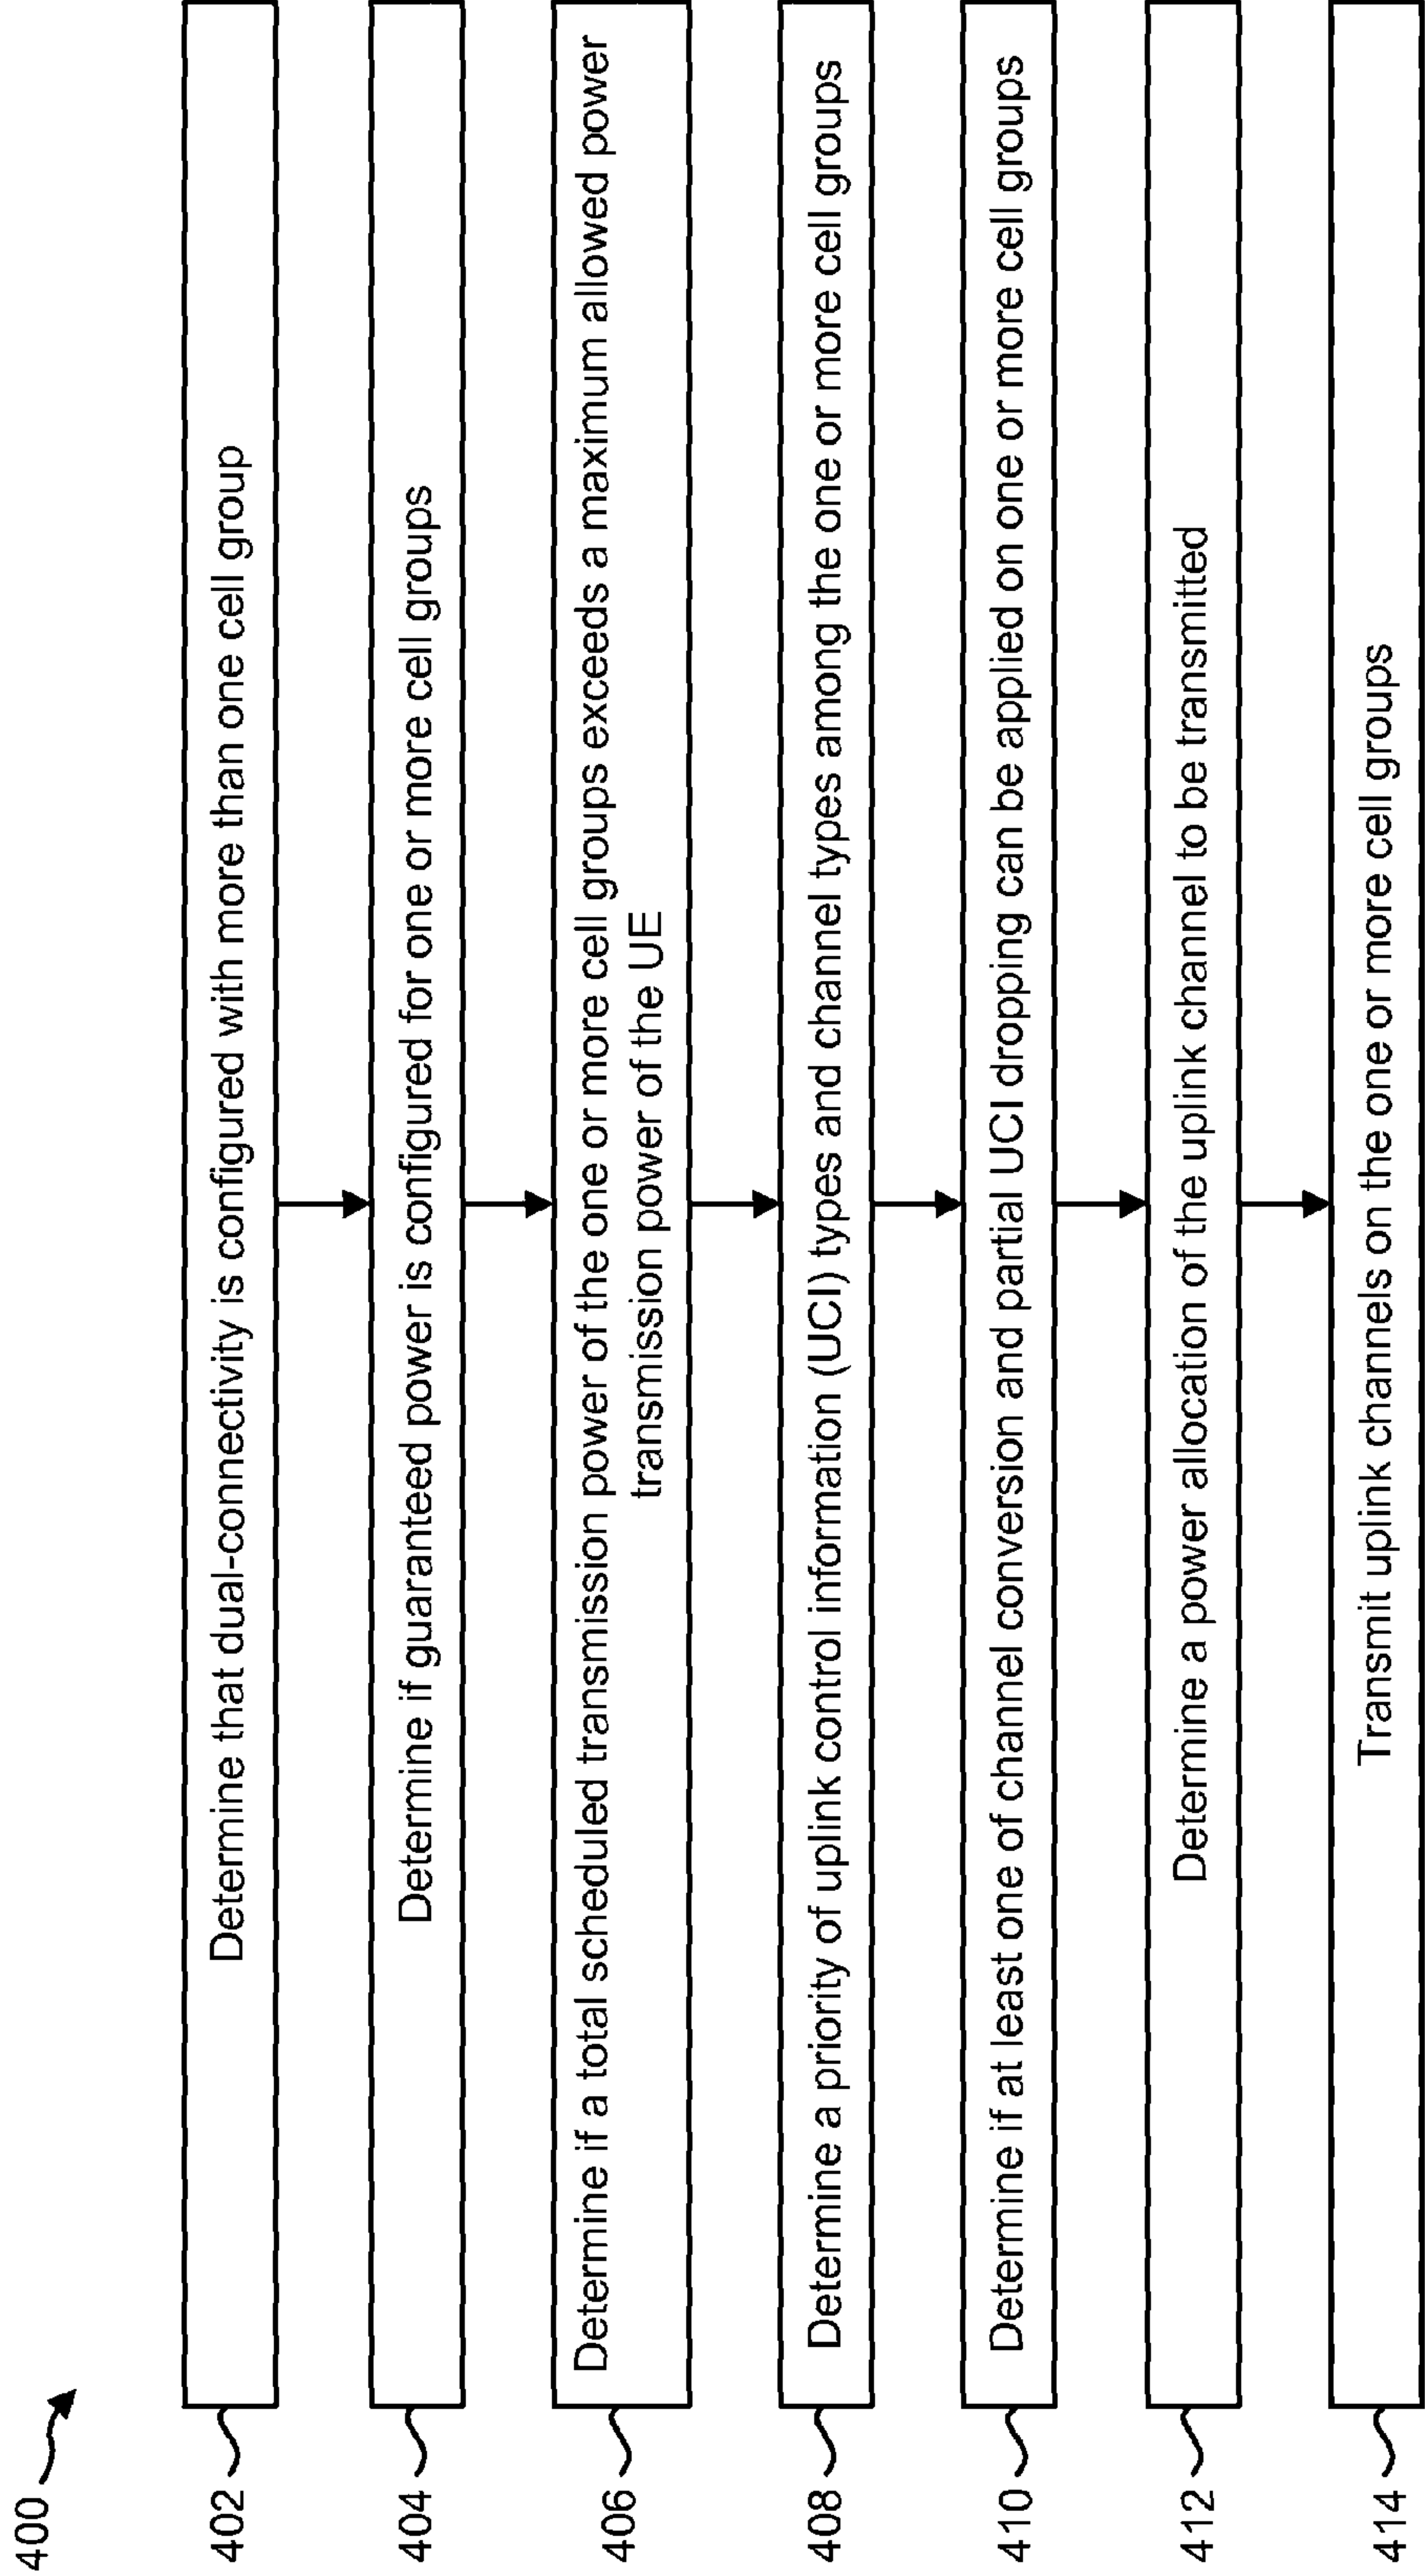 400
402
Determine that dual-connectivity is configured with more than one cell group
404
Determine if guaranteed power is configured for one or more cell groups
406
Determine if a total scheduled transmission power of the one or more cell groups exceeds a maximum allowed power
transmission power of the UE
408
Determine a priority of uplink control information (UCI) types and channel types among the one or more cell groups
410
Determine if at least one of channel conversion and partial UCI dropping can be applied on one or more cell groups
412
Determine a power allocation of the uplink channel to be transmitted
414
Transmit uplink channels on the one or more cell groups